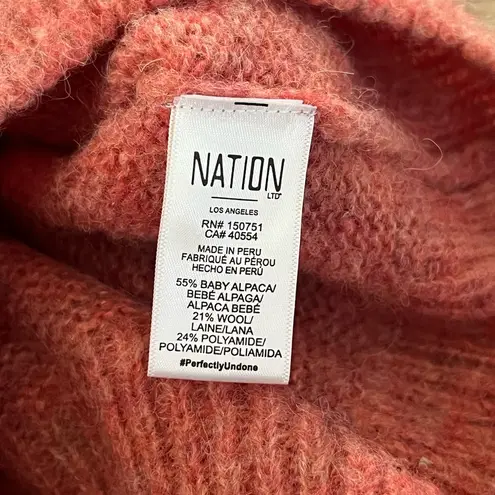 NATION
LTD
LOS ANGELES
RN# 150751
CA# 40554
MADE IN PERU
FABRIQUÉ AU PÉROU
HECHO EN PERÚ
55% BABY ALPACA/
BEBÉ ALPAGA/
ALPACA BEBÉ
21% WOOL/
LAINE/LANA
24% POLYAMIDE/
POLYAMIDE/POLIAMIDA
#PerfectlyUndone